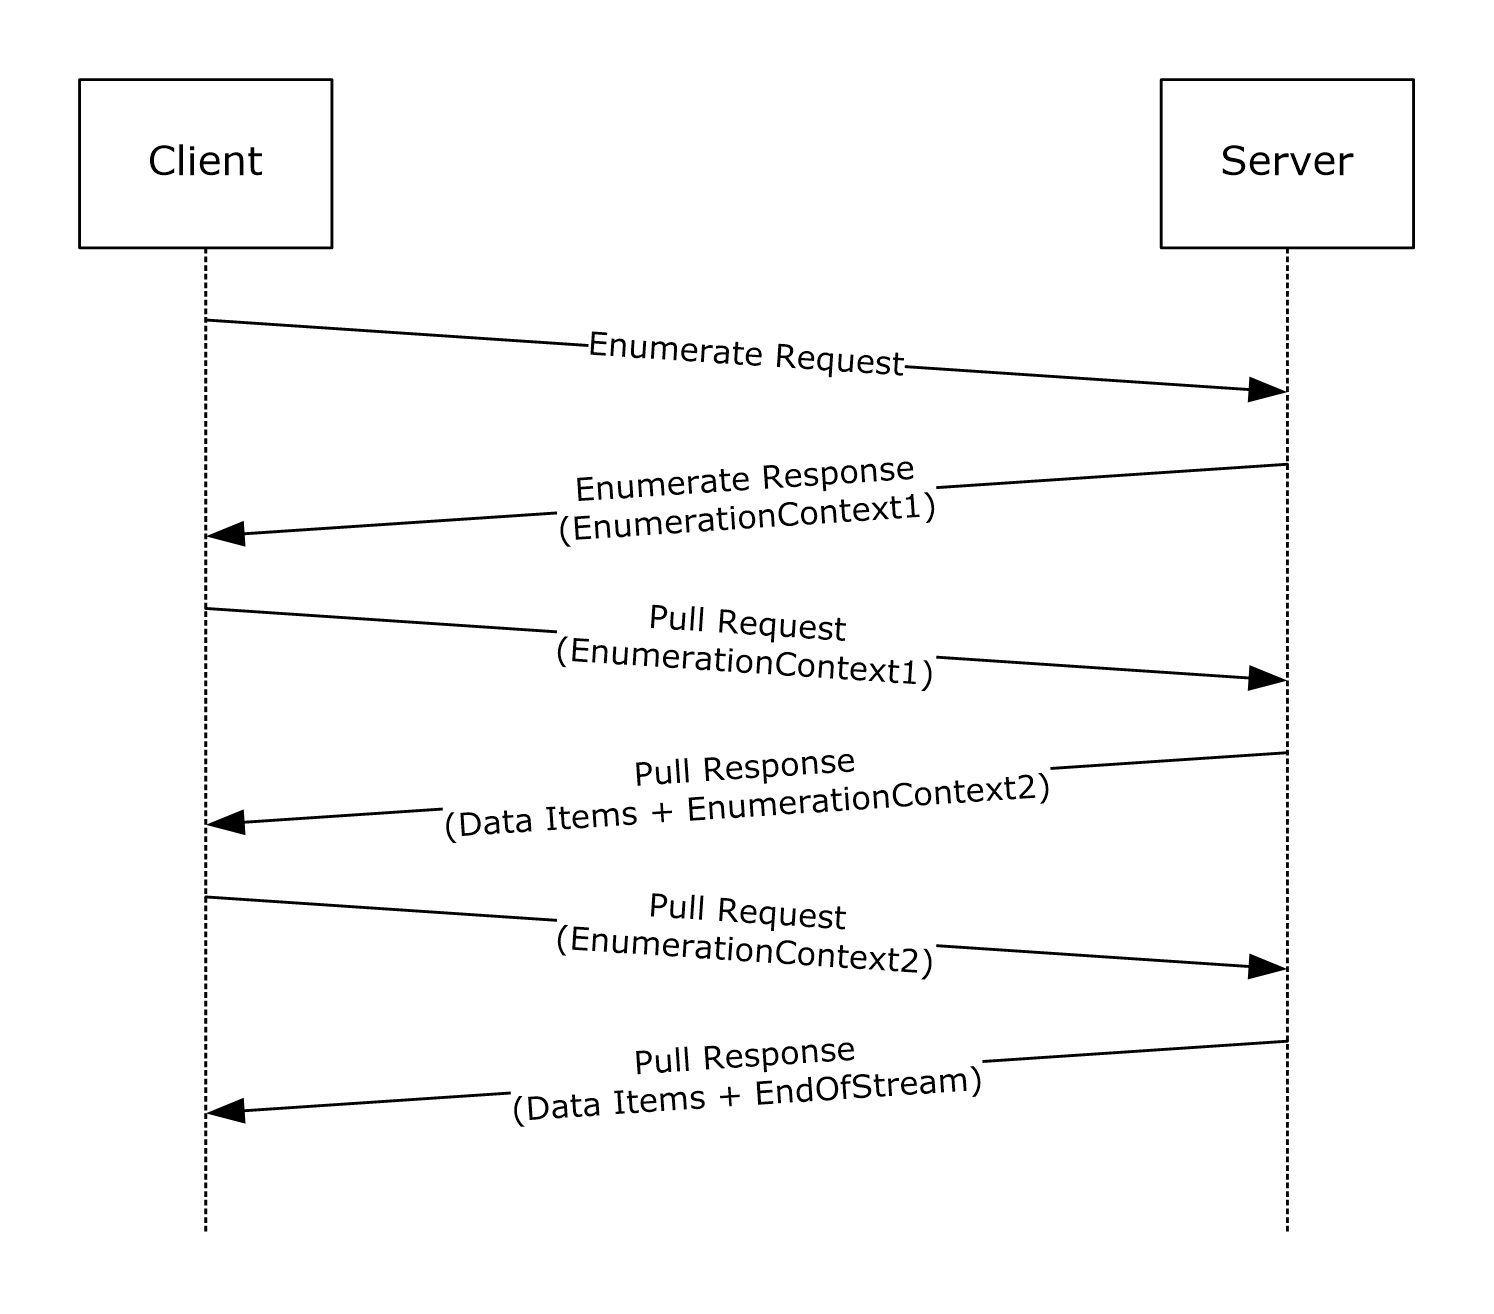 Client
Server
Enumerate Request
Enumerate Response
(EnumerationContext1)
Pull Request
(EnumerationContext1)
Pull Response
(Data Items + EnumerationContext2)
Pull Request
(EnumerationContext2)
Pull Response
(Data Items + EndOfStream)